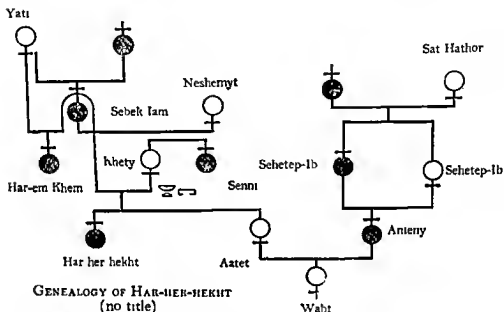 Yati
Sat Hathor
Neshemyt
Sebek Iam
Khety
Sehetep-Ib
Sehetep-Ib
Har-em Khem
Senni
Anteny
Har her hekht
Aatet
GENEALOGY OF HAR-HER-HEKHT
(no title)
Wabt